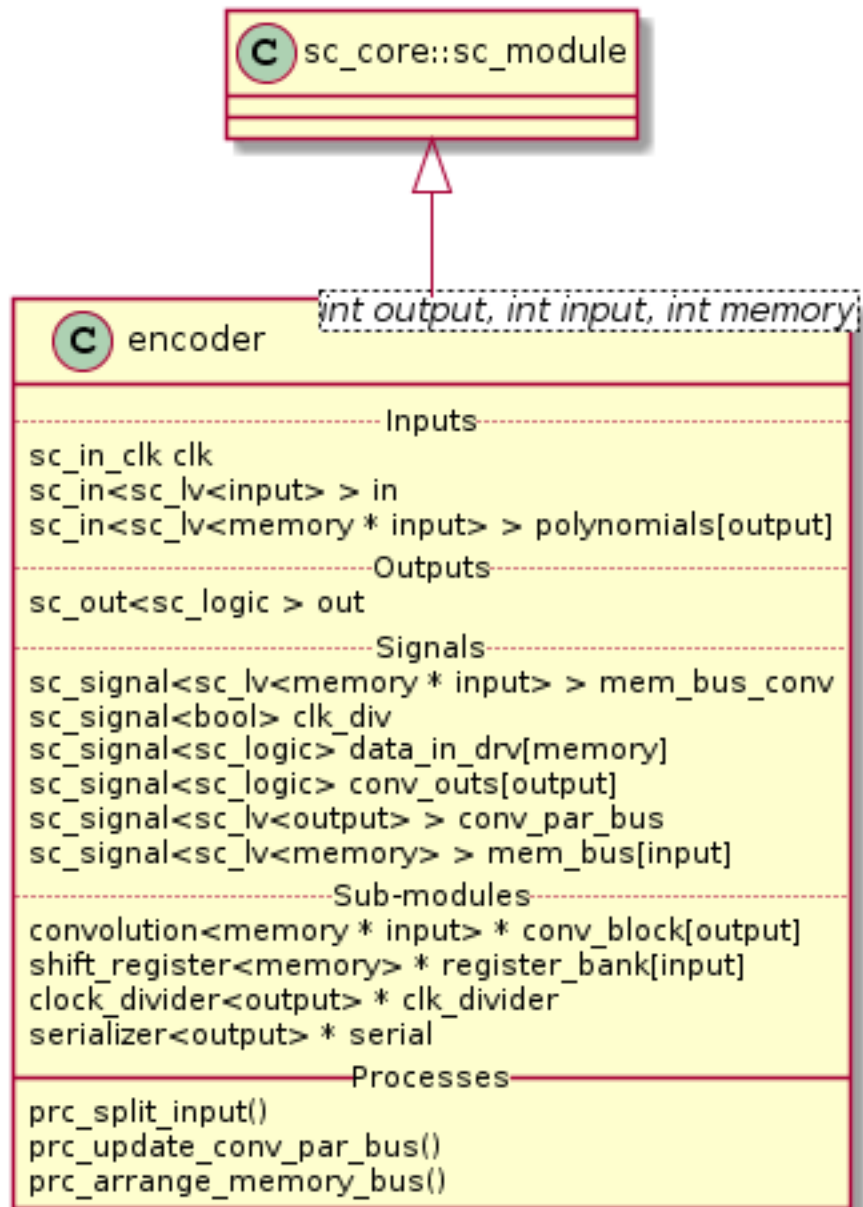 C sc_core::sc_module
int output, int input, int memory
C encoder
Inputs
sc_in_clk clk
sc_in<sc_lv<input> > in
sc_in<sc_lv<memory * input> > polynomials[output]
Outputs
sc_out<sc_logic > out
Signals
sc_signal<sc_lv<memory * input> > mem_bus_conv
sc_signal<bool> clk_div
sc_signal<sc_logic> data_in_drv[memory]
sc_signal<sc_logic> conv_outs[output]
sc_signal<sc_lv<output> > conv_par_bus
sc_signal<sc_lv<memory> > mem_bus[input]
Sub-modules
convolution<memory * input> * conv_block[output]
shift_register<memory> * register_bank[input]
clock_divider<output> * clk_divider
serializer<output> * serial
Processes
prc_split_input()
prc_update_conv_par_bus()
prc_arrange_memory_bus()